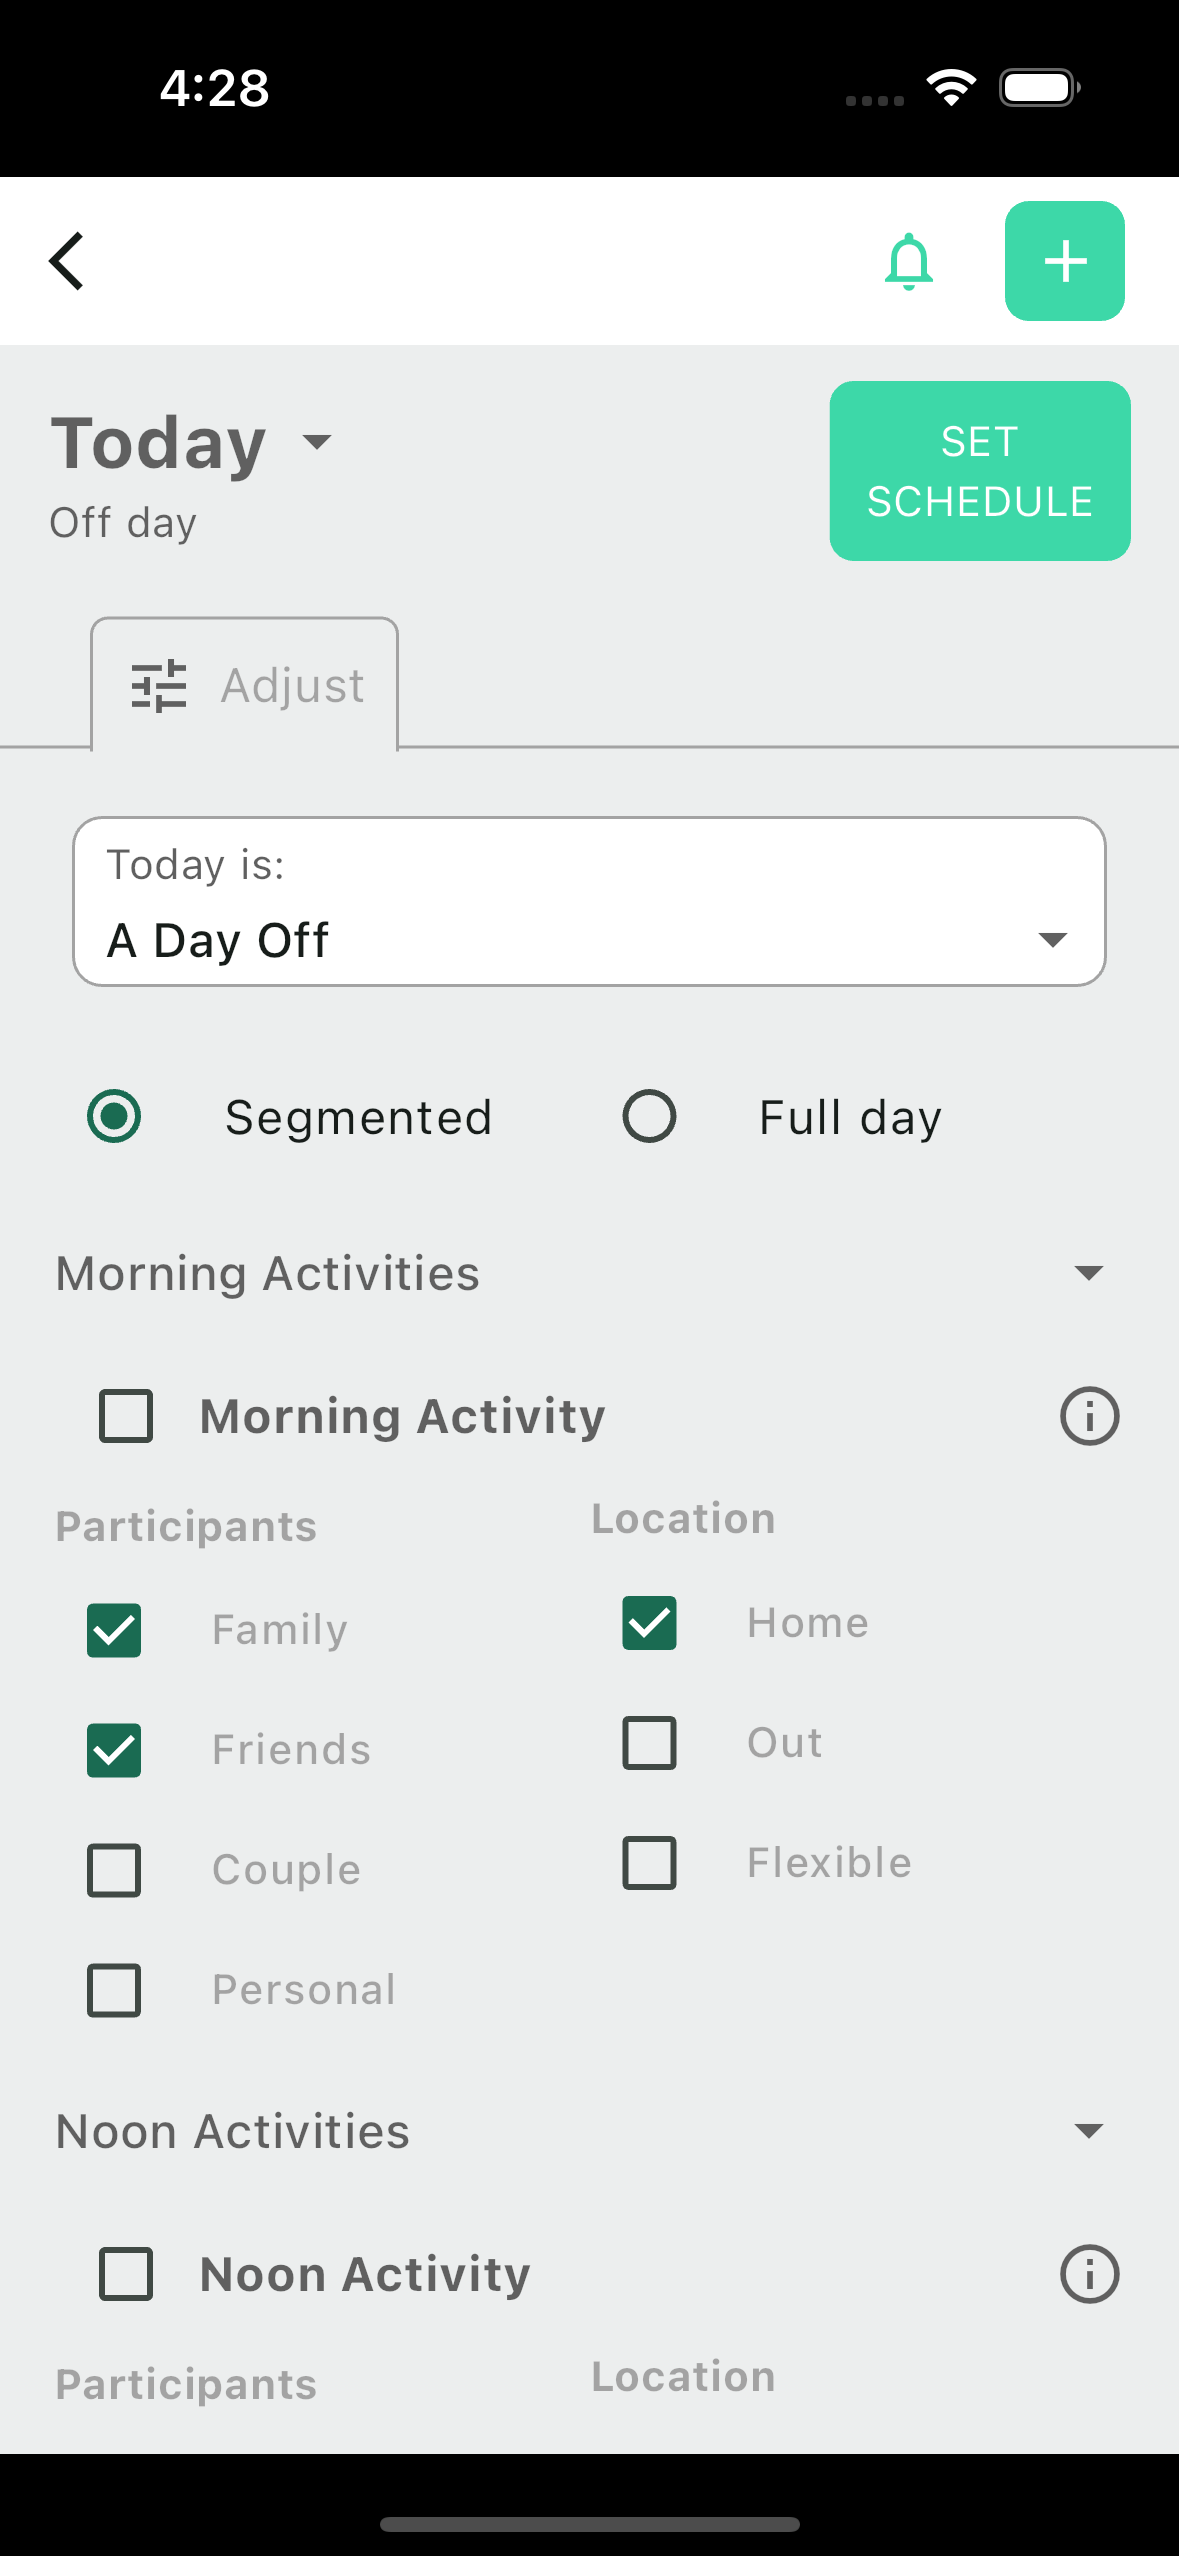 4:28
Today
Off day
SET
SCHEDULE
Adjust
Today is:
A Day Off
Segmented
Full day
Morning Activities
Morning Activity
Participants
Location
Family
Home
Friends
Out
Couple
Flexible
Personal
Noon Activities
Noon Activity
Participants
Location